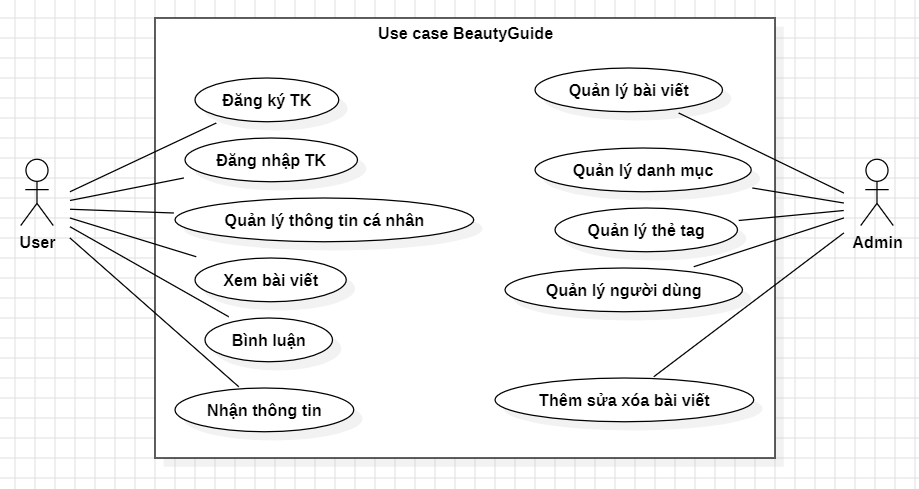 Use case BeautyGuide
Đăng ký TK
Đăng nhập TK
Quản lý thông tin cá nhân
Xem bài viết
Bình luận
Nhận thông tin
User
Quản lý bài viết
Quản lý danh mục
Quản lý thẻ tag
Quản lý người dùng
Thêm sửa xóa bài viết
Admin